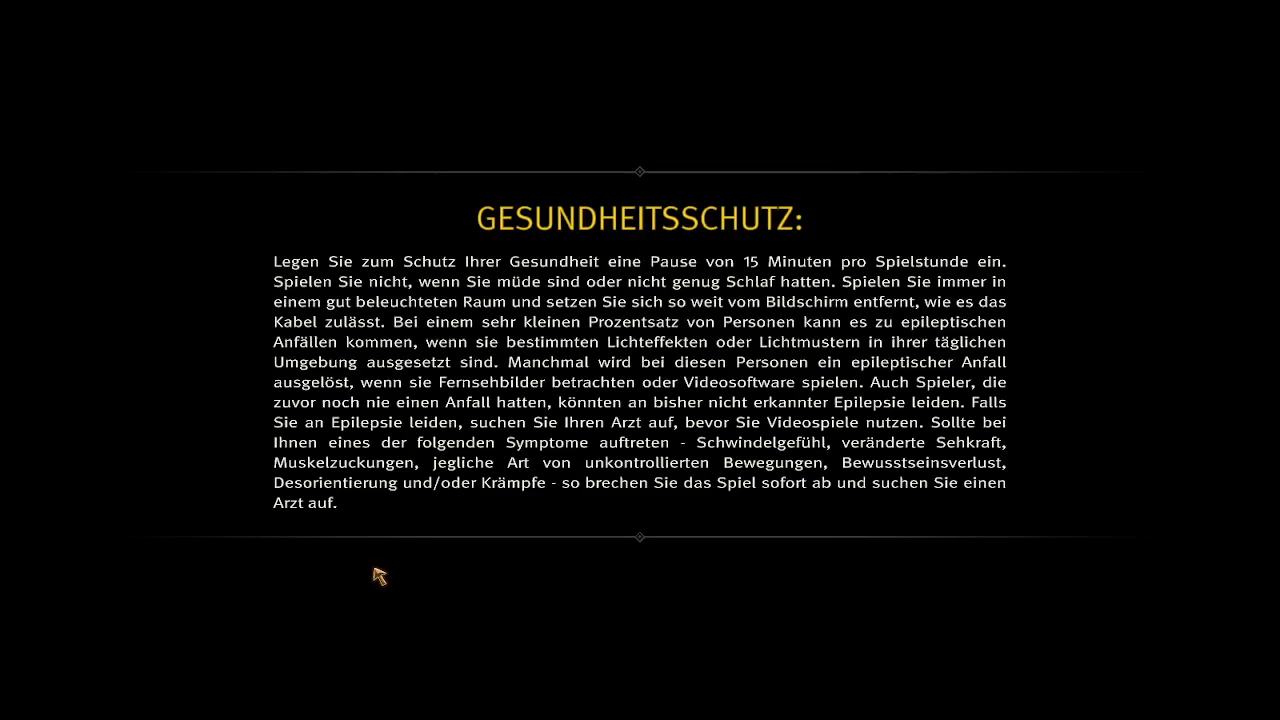 GESUNDHEITSSCHUTZ:
Legen Sie zum Schutz Ihrer Gesundheit eine Pause von 15 Minuten pro Spielstunde ein.
Spielen Sie nicht, wenn Sie müde sind oder nicht genug Schlaf hatten. Spielen Sie immer in
einem gut beleuchteten Raum und setzen Sie sich so weit vom Bildschirm entfernt, wie es das
Kabel zulässt. Bei einem sehr kleinen Prozentsatz von Personen kann es zu epileptischen
Anfällen kommen, wenn sie bestimmten Lichteffekten oder Lichtmustern in ihrer täglichen
Umgebung ausgesetzt sind. Manchmal wird bei diesen Personen ein epileptischer Anfall
ausgelöst, wenn sie Fernsehbilder betrachten oder Videosoftware spielen. Auch Spieler, die
zuvor noch nie einen Anfall hatten, könnten an bisher nicht erkannter Epilepsie leiden. Falls
Sie an Epilepsie leiden, suchen Sie Ihren Arzt auf, bevor Sie Videospiele nutzen. Sollte bei
Ihnen eines der folgenden Symptome auftreten - Schwindelgefühl, veränderte Sehkraft,
Muskelzuckungen, jegliche Art von unkontrollierten Bewegungen, Bewusstseinsverlust,
Desorientierung und/oder Krämpfe - so brechen Sie das Spiel sofort ab und suchen Sie einen
Arzt auf.